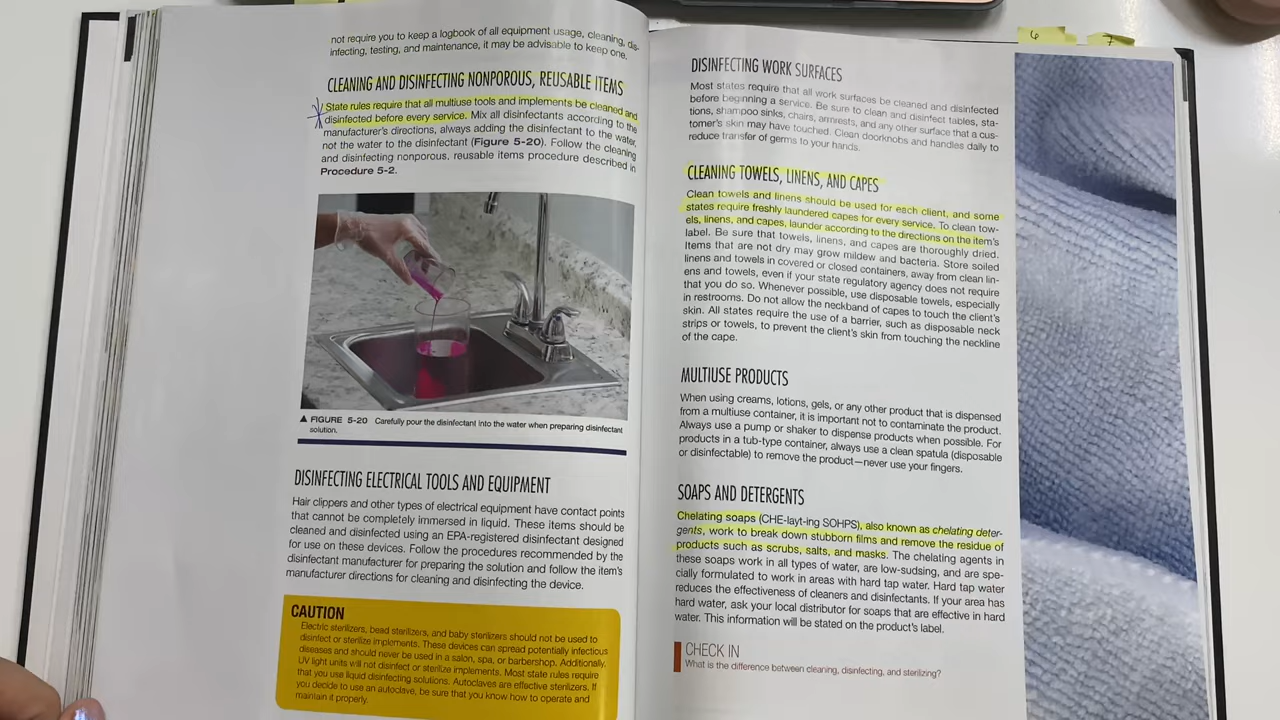 not require you to keep a logbook of all equipment usage, cleaning, dis-
infecting, testing, and maintenance, it may be advisable to keep one.
CLEANING AND DISINFECTING NONPOROUS, REUSABLE ITEMS
State rules require that all multiuse tools and implements be cleaned and
disinfected before every service. Mix all disinfectants according to the
manufacturer's directions, always adding the disinfectant to the water,
not the water to the disinfectant (Figure 5-20). Follow the cleaning
and disinfecting nonporous, reusable items procedure described in
Procedure 5-2.
▲ FIGURE 5-20 Carefully pour the disinfectant into the water when preparing disinfectant
solution.
DISINFECTING ELECTRICAL TOOLS AND EQUIPMENT
Hair clippers and other types of electrical equipment have contact points
that cannot be completely immersed in liquid. These items should be
cleaned and disinfected using an EPA-registered disinfectant designed
for use on these devices. Follow the procedures recommended by the
disinfectant manufacturer for preparing the solution and follow the item's
manufacturer directions for cleaning and disinfecting the device.
CAUTION
Electric sterilizers, bead sterilizers, and baby sterilizers should not be used to
disinfect or sterilize implements. These devices can spread potentially infectious
diseases and should never be used in a salon, spa, or barbershop. Additionally,
UV light units will not disinfect or sterilize implements. Most state rules require
that you use liquid disinfecting solutions. Autoclaves are effective sterilizers. If
you decide to use an autoclave, be sure that you know how to operate and
maintain it properly.
6 7
DISINFECTING WORK SURFACES
Most states require that all work surfaces be cleaned and disinfected
before beginning a service. Be sure to clean and disinfect tables, sta-
tions, shampoo sinks, chairs, armrests, and any other surface that a cus-
tomer's skin may have touched. Clean doorknobs and handles daily to
reduce transfer of germs to your hands.
CLEANING TOWELS, LINENS, AND CAPES
Clean towels and linens should be used for each client, and some
states require freshly laundered capes for every service. To clean tow-
els, linens, and capes, launder according to the directions on the item's
label. Be sure that towels, linens, and capes are thoroughly dried.
Items that are not dry may grow mildew and bacteria. Store soiled
linens and towels in covered or closed containers, away from clean lin-
ens and towels, even if your state regulatory agency does not require
that you do so. Whenever possible, use disposable towels, especially
in restrooms. Do not allow the neckband of capes to touch the client's
skin. All states require the use of a barrier, such as disposable neck
strips or towels, to prevent the client's skin from touching the neckline
of the cape.
MULTIUSE PRODUCTS
When using creams, lotions, gels, or any other product that is dispensed
from a multiuse container, it is important not to contaminate the product.
Always use a pump or shaker to dispense products when possible. For
products in a tub-type container, always use a clean spatula (disposable
or disinfectable) to remove the product—never use your fingers.
SOAPS AND DETERGENTS
Chelating soaps (CHE-layt-ing SOHPS), also known as chelating deter-
gents, work to break down stubborn films and remove the residue of
products such as scrubs, salts, and masks. The chelating agents in
these soaps work in all types of water, are low-sudsing, and are spe-
cially formulated to work in areas with hard tap water. Hard tap water
reduces the effectiveness of cleaners and disinfectants. If your area has
hard water, ask your local distributor for soaps that are effective in hard
water. This information will be stated on the product's label.
CHECK IN
What is the difference between cleaning, disinfecting, and sterilizing?